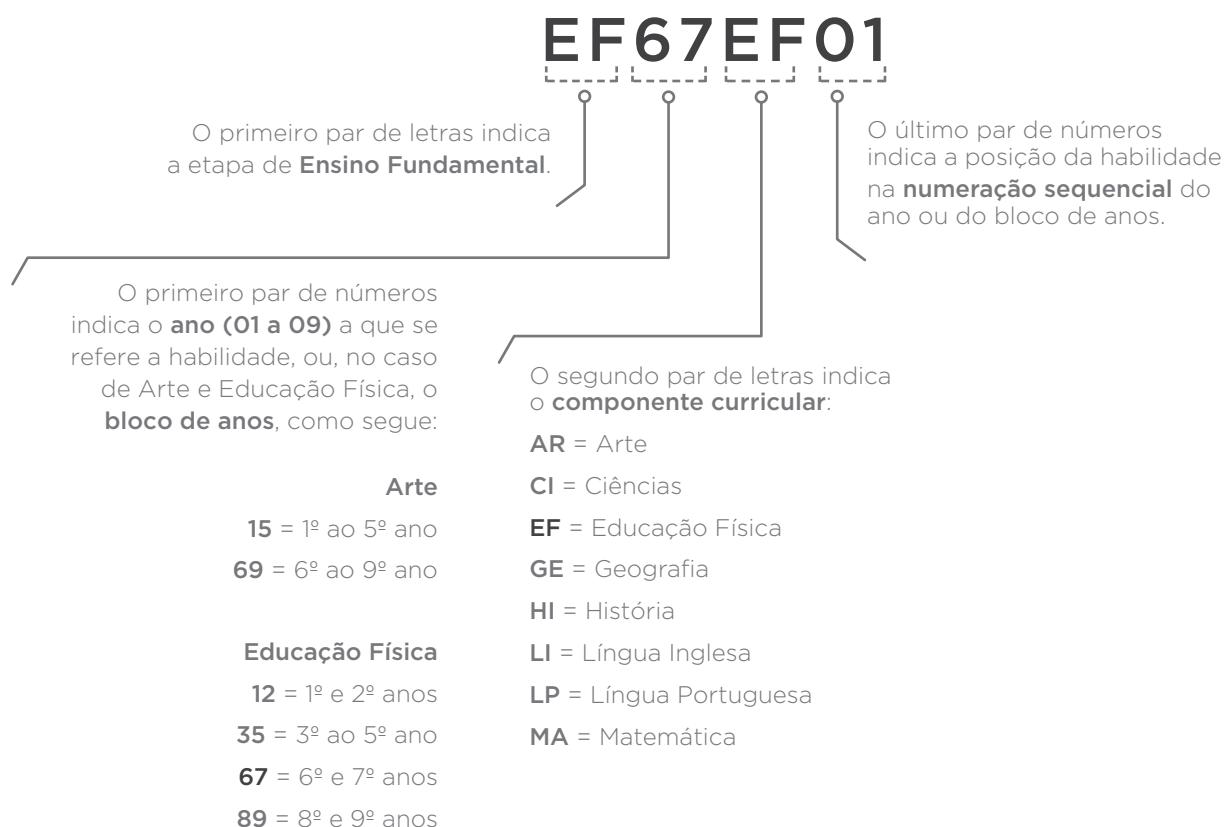 EF67EF01
O primeiro par de letras indica
a etapa de Ensino Fundamental.
O último par de números
indica a posição da habilidade
na numeração sequencial do
ano ou do bloco de anos.
O primeiro par de números
indica o ano (01 a 09) a que se
refere a habilidade, ou, no caso
de Arte e Educação Física, o
bloco de anos, como segue:
Arte
15 = 1º ao 5º ano
69 = 6º ao 9º ano
Educação Física
12 = 1º e 2º anos
35 = 3º ao 5º ano
67 = 6º e 7º anos
89 = 8º e 9º anos
O segundo par de letras indica
o componente curricular:
AR = Arte
CI = Ciências
EF = Educação Física
GE = Geografia
HI = História
LI = Língua Inglesa
LP = Língua Portuguesa
MA = Matemática